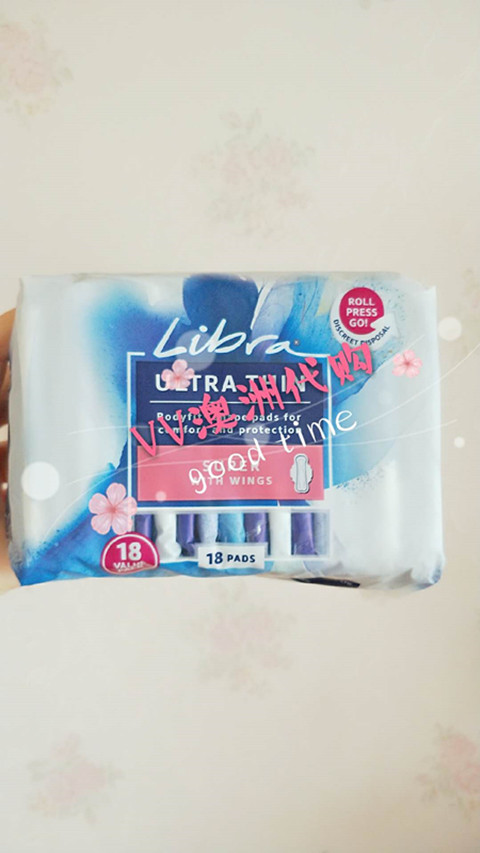 Libra
ULTRA THIN
Bodyfit pads for
comfort and protection
SUPER
WITH WINGS
ROLL
PRESS
GO!
DISCREET DISPOSAL
VV澳洲代购
good time
18
VALUE
18 PADS